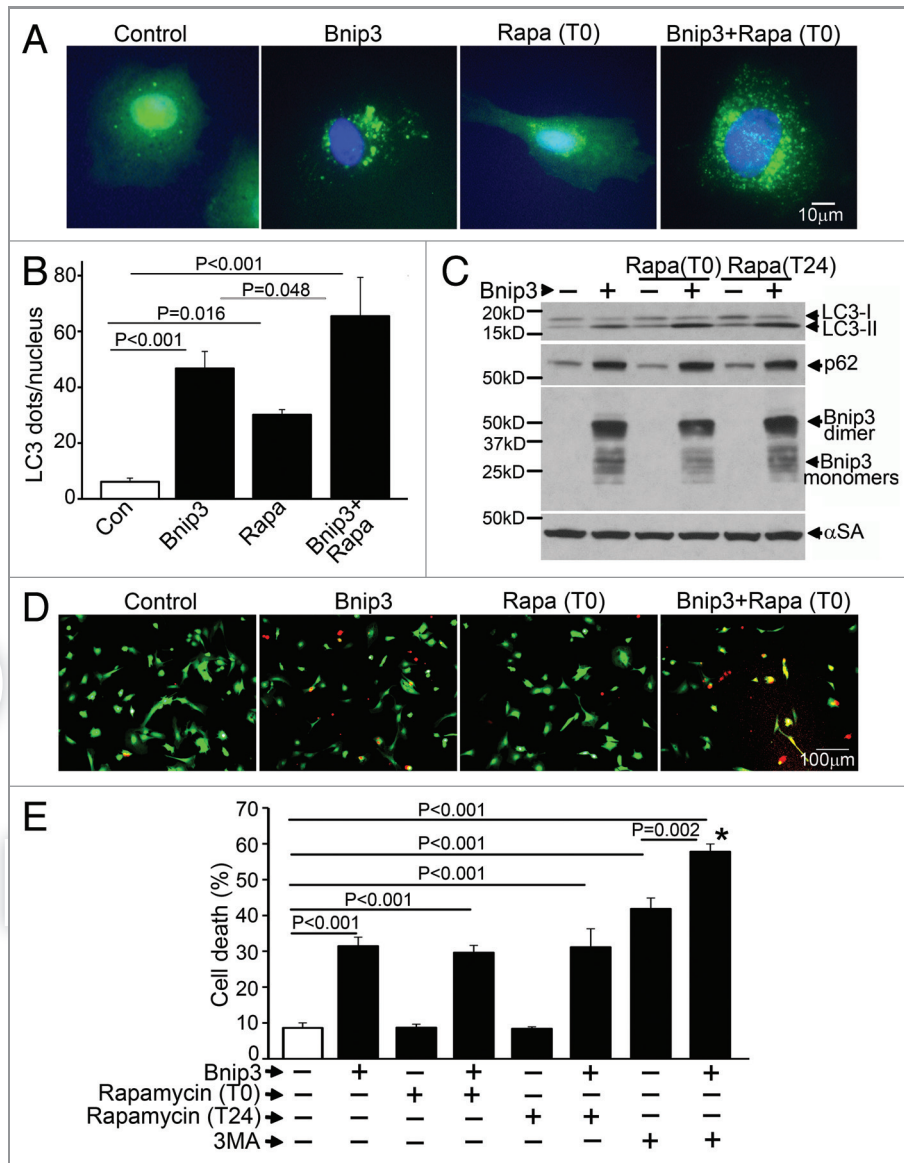 A
Control
Bnip3
Rapa (T0)
Bnip3+Rapa (T0)
10μm
B
80
60
40
20
0
LC3 dots/nucleus
P<0.001
P=0.048
P=0.016
P<0.001
Con
Bnip3
Rapa
Bnip3+
Rapa
C
Rapa(T0)
Rapa(T24)
Bnip3 – + – + – +
20kD
15kD
LC3-I
LC3-II
50kD
p62
50kD
37kD
25kD
Bnip3
dimer
Bnip3
monomers
50kD
αSA
D
Control
Bnip3
Rapa (T0)
Bnip3+Rapa (T0)
100μm
E
70
60
50
40
30
20
10
0
Cell death (%)
P<0.001
P<0.001
P=0.002
*
P<0.001
P<0.001
P<0.001
Bnip3 – + – + – + – +
Rapamycin (T0) – – + + – – – –
Rapamycin (T24) – – – – + + – –
3MA – – – – – – + +